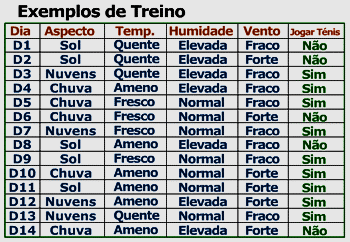 Exemplos de Treino
Dia Aspecto Temp. Humidade Vento Jogar Ténis
D1 Sol Quente Elevada Fraco Não
D2 Sol Quente Elevada Forte Não
D3 Nuvens Quente Elevada Fraco Sim
D4 Chuva Ameno Elevada Fraco Sim
D5 Chuva Fresco Normal Fraco Sim
D6 Chuva Fresco Normal Forte Não
D7 Nuvens Fresco Normal Fraco Sim
D8 Sol Ameno Elevada Fraco Não
D9 Sol Fresco Normal Fraco Sim
D10 Chuva Ameno Normal Forte Sim
D11 Sol Ameno Normal Forte Sim
D12 Nuvens Ameno Elevada Forte Sim
D13 Nuvens Quente Normal Fraco Sim
D14 Chuva Ameno Elevada Forte Não